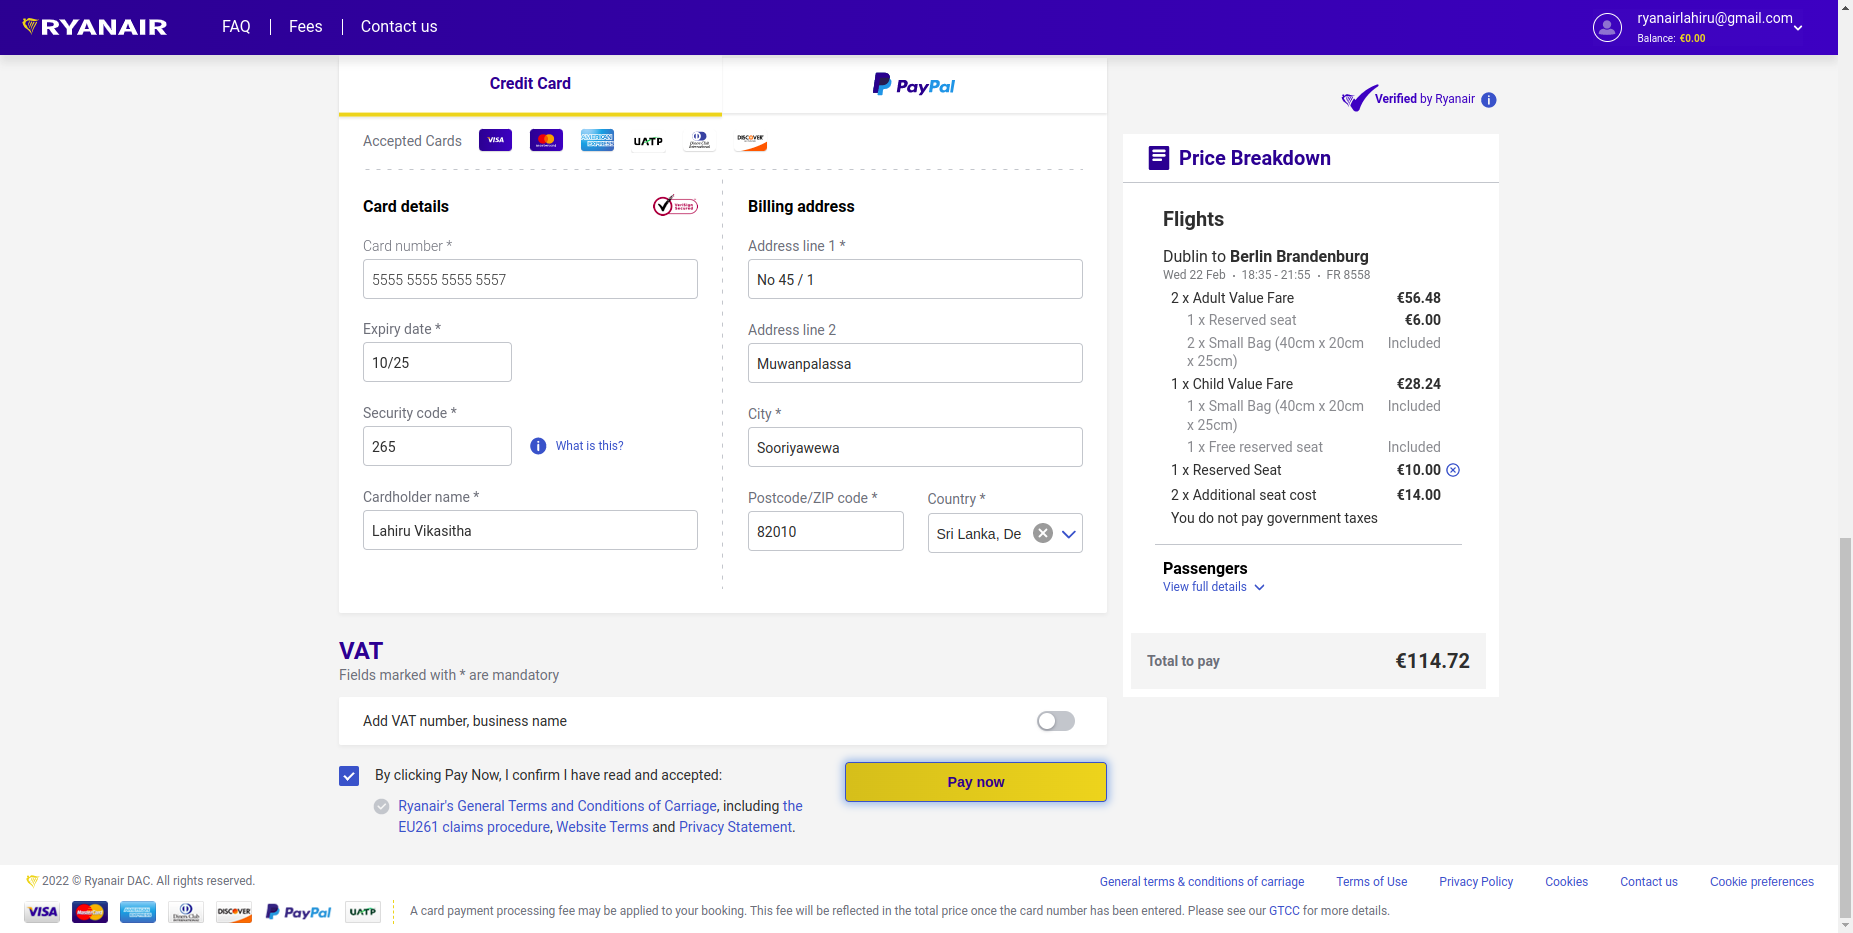 RYANAIR
FAQ
Fees
Contact us
ryanairlahiru@gmail.com
Balance: €0.00
Credit Card
PayPal
Accepted Cards
VISA
UATP
DISCOVER
Card details
Card number *
5555 5555 5555 5557
Expiry date *
10/25
Security code *
265
What is this?
Cardholder name *
Lahiru Vikasitha
Billing address
Address line 1 *
No 45 / 1
Address line 2
Muwanpalassa
City *
Sooriyawewa
Postcode/ZIP code *
82010
Country *
Sri Lanka, De
Verified by Ryanair
Price Breakdown
Flights
Dublin to Berlin Brandenburg
Wed 22 Feb • 18:35 - 21:55 • FR 8558
2 x Adult Value Fare €56.48
1 x Reserved seat €6.00
2 x Small Bag (40cm x 20cm Included
x 25cm)
1 x Child Value Fare €28.24
1 x Small Bag (40cm x 20cm Included
x 25cm)
1 x Free reserved seat Included
1 x Reserved Seat €10.00
2 x Additional seat cost €14.00
You do not pay government taxes
Passengers
View full details
Total to pay €114.72
VAT
Fields marked with * are mandatory
Add VAT number, business name
By clicking Pay Now, I confirm I have read and accepted:
Ryanair's General Terms and Conditions of Carriage, including the
EU261 claims procedure, Website Terms and Privacy Statement.
Pay now
2022 © Ryanair DAC. All rights reserved.
General terms & conditions of carriage
Terms of Use
Privacy Policy
Cookies
Contact us
Cookie preferences
VISA
MasterCard
DISCOVER
PayPal
UATP
A card payment processing fee may be applied to your booking. This fee will be reflected in the total price once the card number has been entered. Please see our GTCC for more details.